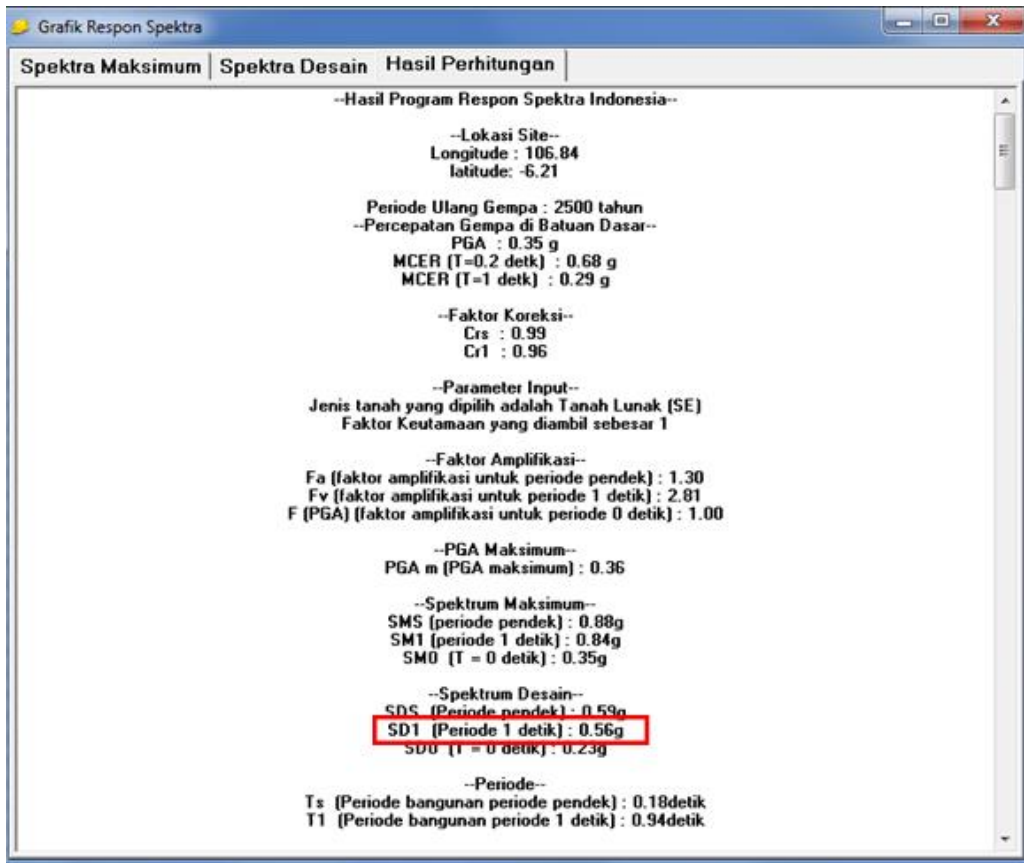 Grafik Respon Spektra
Spektra Maksimum Spektra Desain Hasil Perhitungan
--Hasil Program Respon Spektra Indonesia--
--Lokasi Site--
Longitude : 106.84
latitude: -6.21
Periode Ulang Gempa : 2500 tahun
--Percepatan Gempa di Batuan Dasar--
PGA : 0.35 g
MCER (T=0.2 detk) : 0.68 g
MCER (T=1 detk) : 0.29 g
--Faktor Koreksi--
Crs : 0.99
Cr1 : 0.96
--Parameter Input--
Jenis tanah yang dipilih adalah Tanah Lunak (SE)
Faktor Keutamaan yang diambil sebesar 1
--Faktor Amplifikasi--
Fa (faktor amplifikasi untuk periode pendek) : 1.30
Fv (faktor amplifikasi untuk periode 1 detik) : 2.81
F (PGA) (faktor amplifikasi untuk periode 0 detik) : 1.00
--PGA Maksimum--
PGA m (PGA maksimum) : 0.36
--Spektrum Maksimum--
SMS (periode pendek) : 0.88g
SM1 (periode 1 detik) : 0.84g
SM0 (T = 0 detik) : 0.35g
--Spektrum Desain--
SDS (Periode pendek) : 0.59g
SD1 (Periode 1 detik) : 0.56g
SD0 (T = 0 detik) : 0.23g
--Periode--
Ts (Periode bangunan periode pendek) : 0.18detik
T1 (Periode bangunan periode 1 detik) : 0.94detik